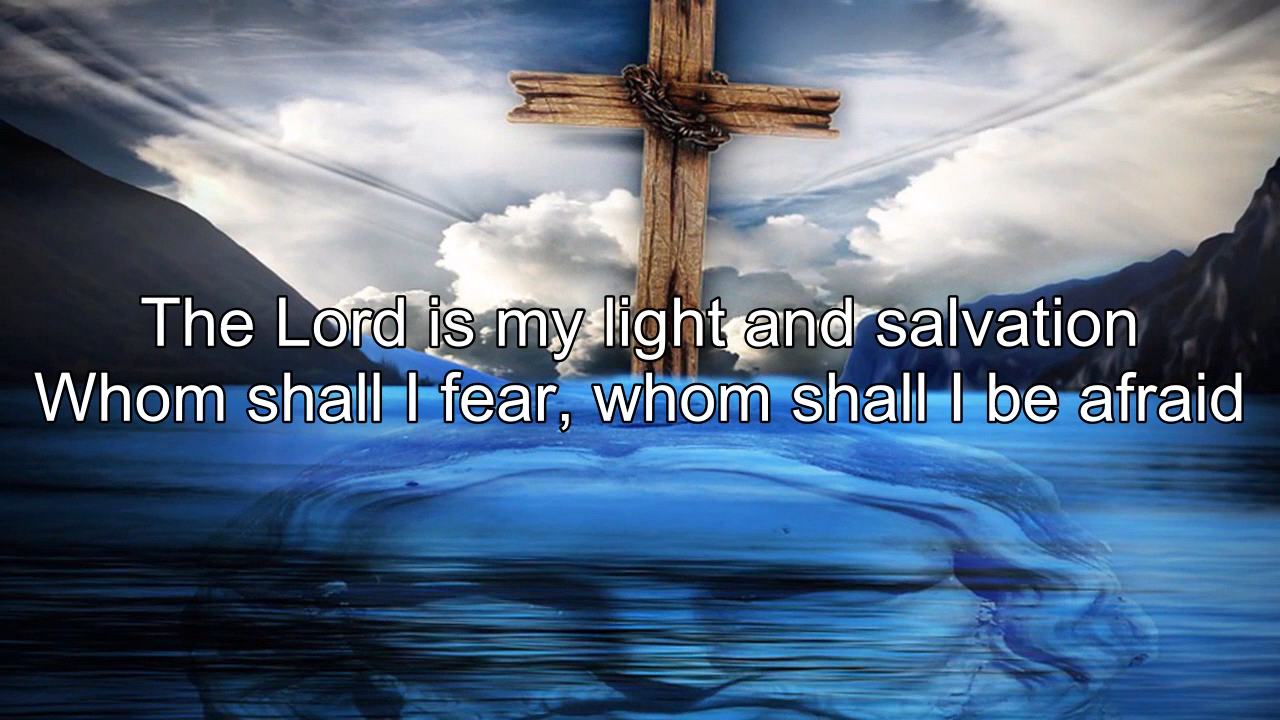 The Lord is my light and salvation
Whom shall I fear, whom shall I be afraid